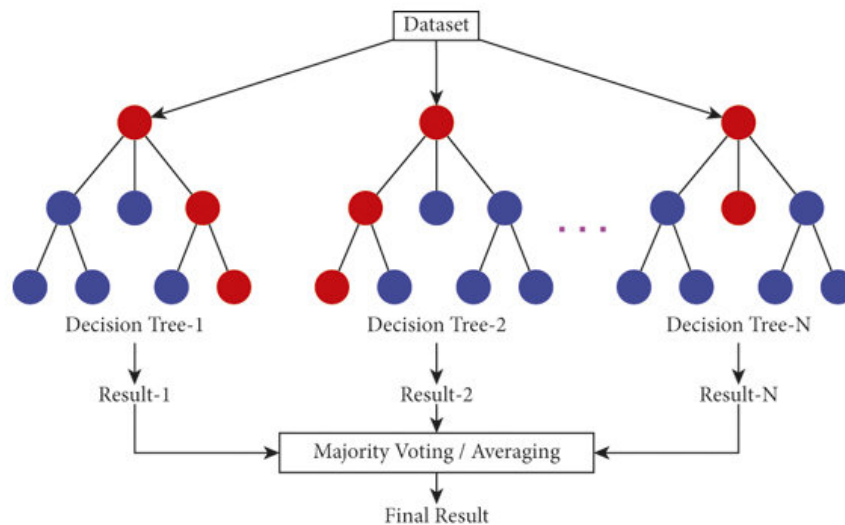 Dataset
Decision Tree-1
Decision Tree-2
Decision Tree-N
Result-1
Result-2
Result-N
Majority Voting / Averaging
Final Result